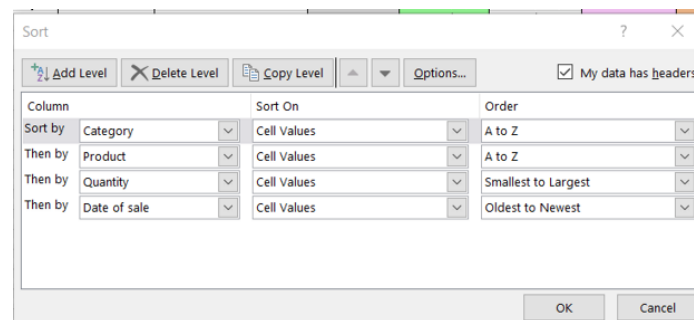 Sort ?
Add Level Delete Level Copy Level Options... My data has headers
Column Sort On Order
Sort by Category Cell Values A to Z
Then by Product Cell Values A to Z
Then by Quantity Cell Values Smallest to Largest
Then by Date of sale Cell Values Oldest to Newest
OK Cancel